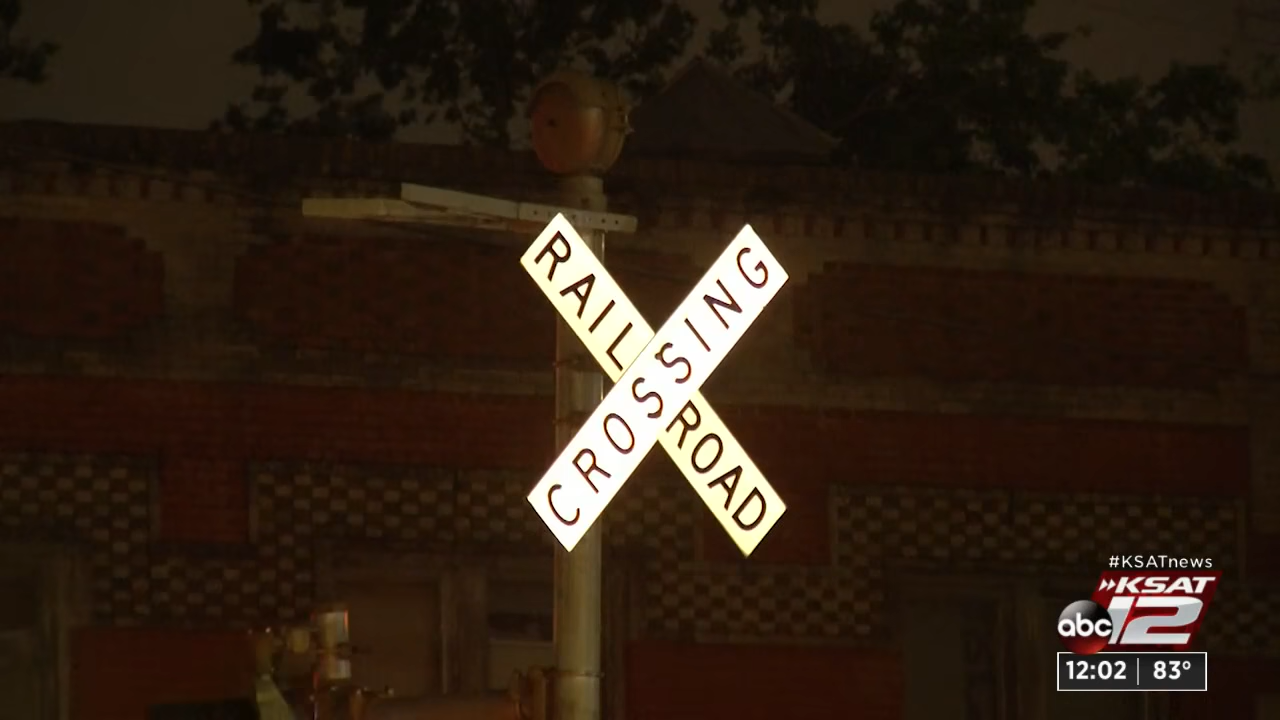 RAILROAD
CROSSING
#KSATnews
KSAT
abc 12
12:02 | 83°